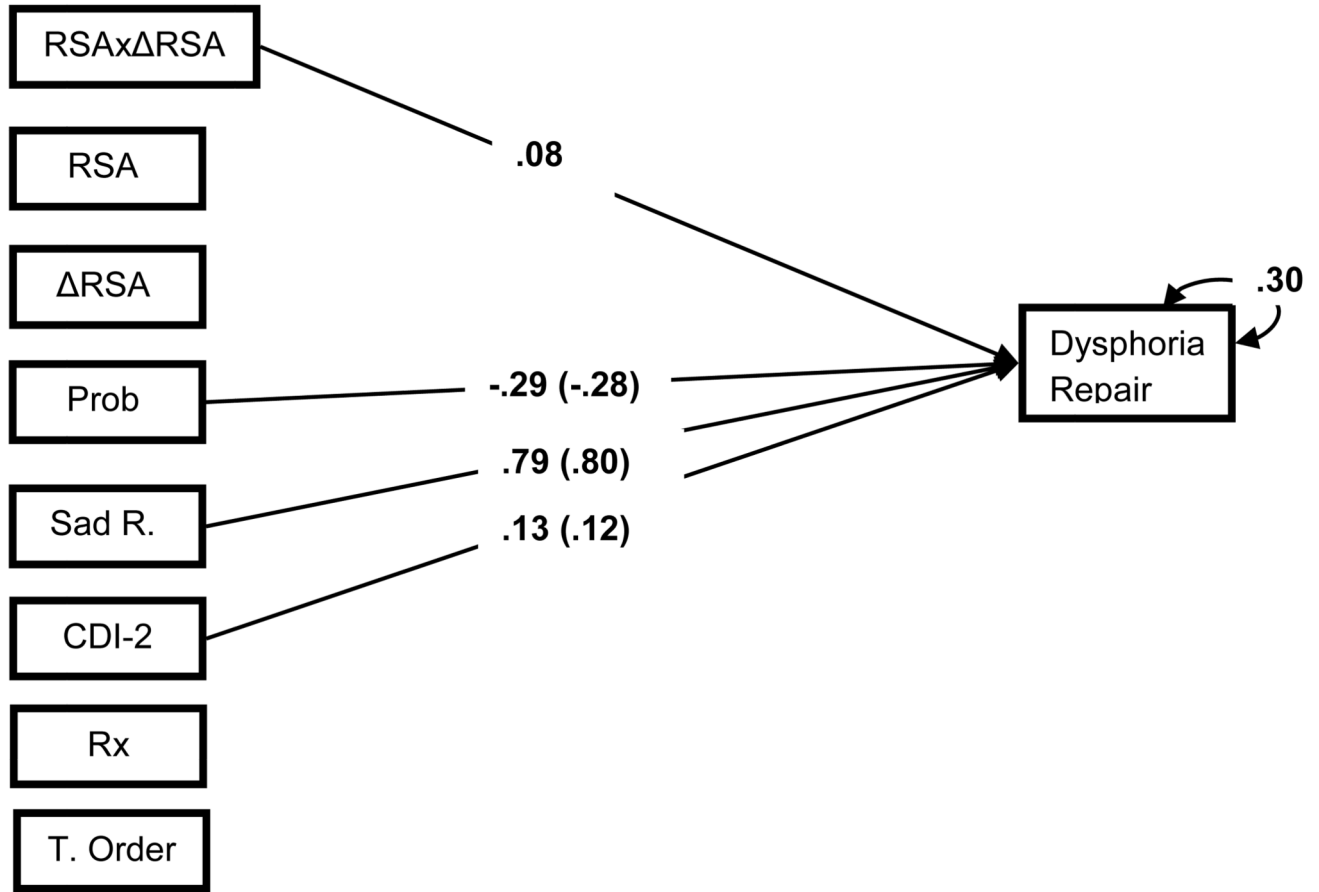 RSAxΔRSA
RSA
.08
ΔRSA
.30
Dysphoria
Repair
Prob
-.29 (-.28)
.79 (.80)
Sad R.
.13 (.12)
CDI-2
Rx
T. Order